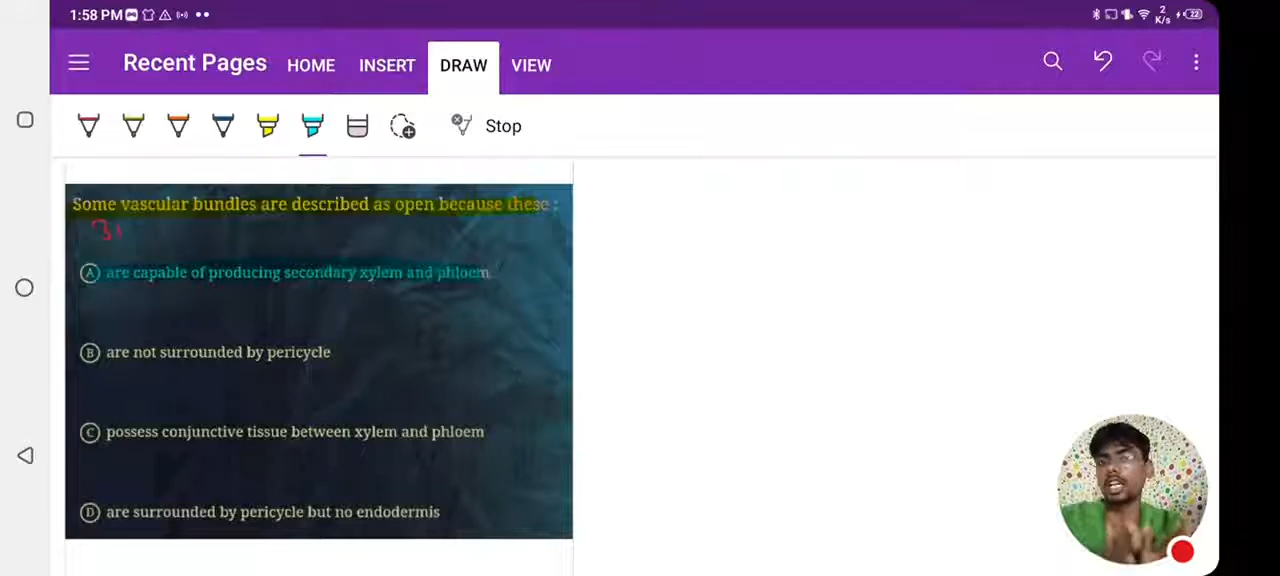 1:58 PM
2 K/s
22
Recent Pages HOME INSERT DRAW VIEW
Stop
Some vascular bundles are described as open because these :
A are capable of producing secondary xylem and phloem
B are not surrounded by pericycle
C possess conjunctive tissue between xylem and phloem
D are surrounded by pericycle but no endodermis